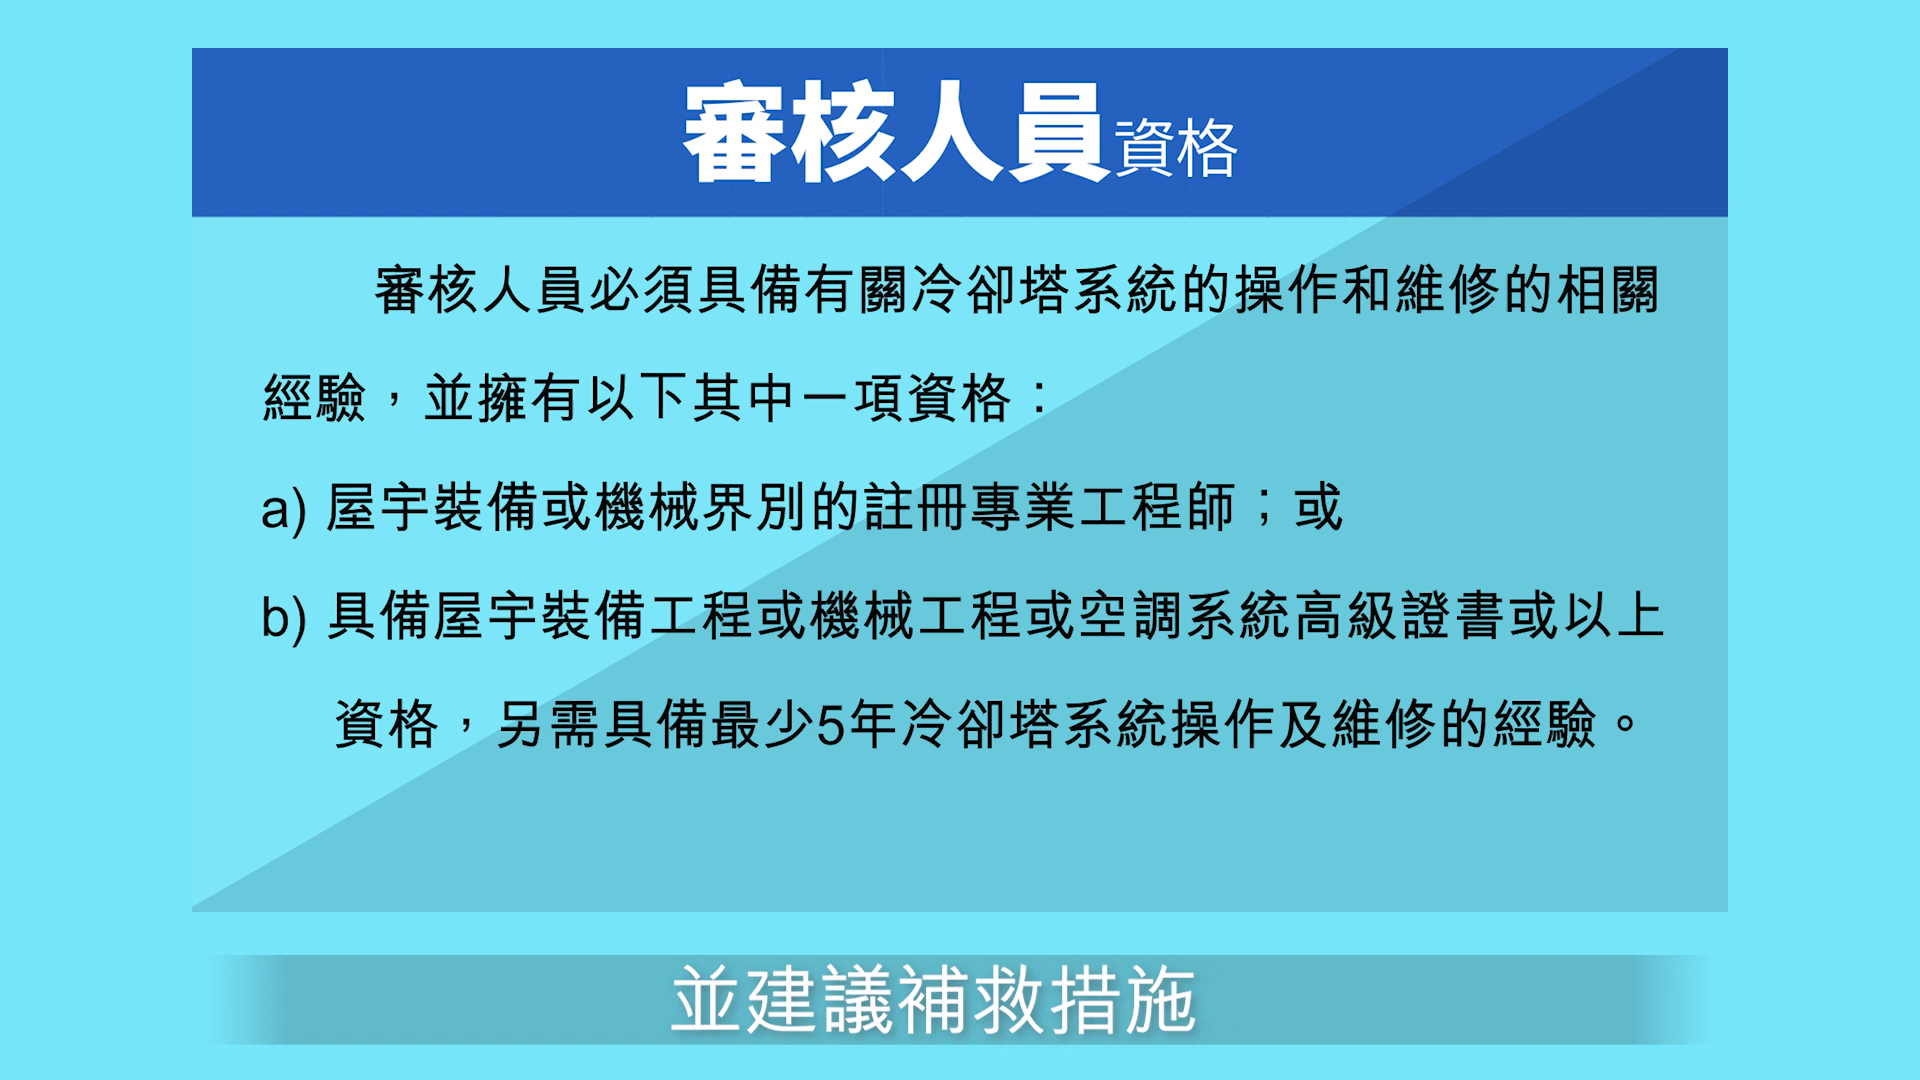 審核人員資格
審核人員必須具備有關冷卻塔系統的操作和維修的相關
經驗，並擁有以下其中一項資格：
a) 屋宇裝備或機械界別的註冊專業工程師；或
b) 具備屋宇裝備工程或機械工程或空調系統高級證書或以上
資格，另需具備最少5年冷卻塔系統操作及維修的經驗。
並建議補救措施